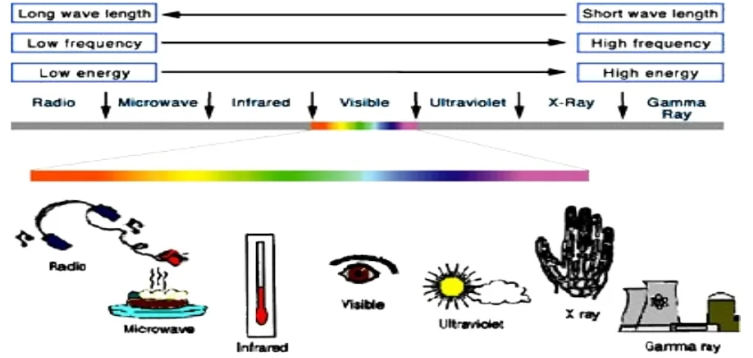 Long wave length
Short wave length
Low frequency
High frequency
Low energy
High energy
Radio
Microwave
Infrared
Visible
Ultraviolet
X-Ray
Gamma
Ray
Radio
Microwave
Infrared
Visible
Ultraviolet
X ray
Gamma ray